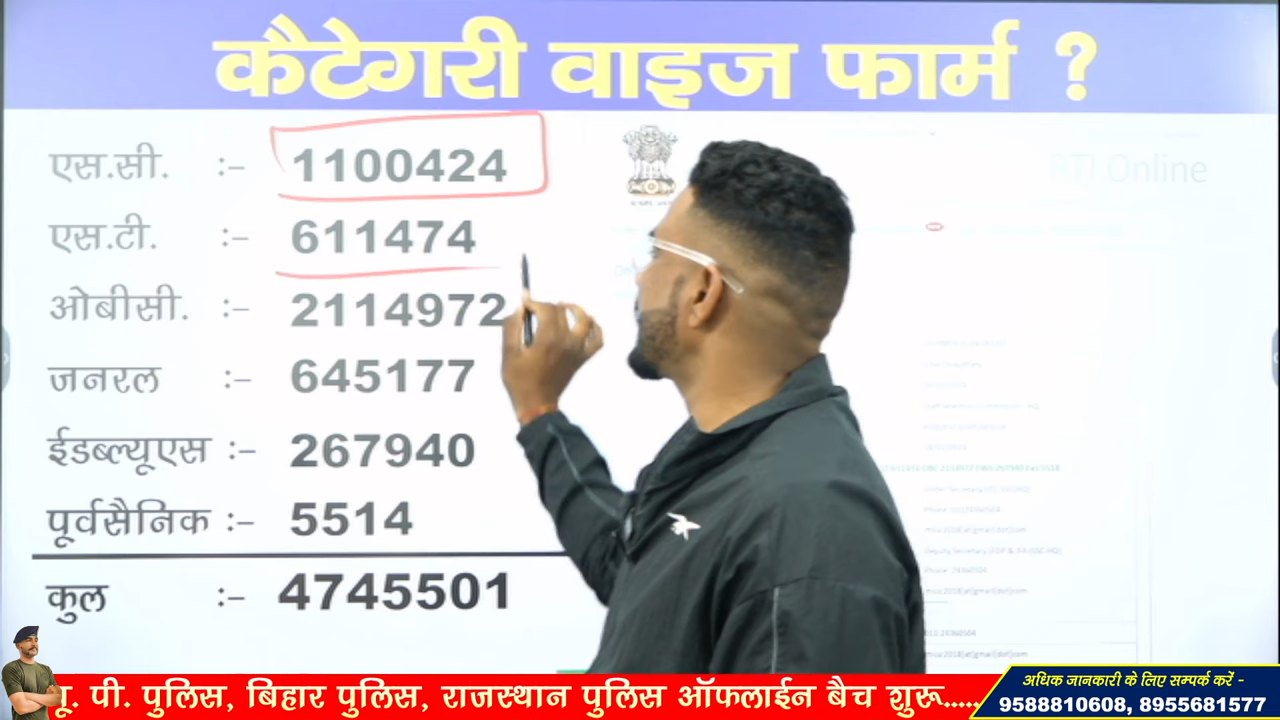 कैटेगरी वाइज फार्म ?
एस.सी. :- 1100424
एस.टी. :- 611474
ओबीसी. :- 2114972
जनरल :- 645177
ईडब्ल्यूएस :- 267940
पूर्वसैनिक :- 5514
कुल :- 4745501
RTI Online
यू. पी. पुलिस, बिहार पुलिस, राजस्थान पुलिस ऑफलाईन बैच शुरू.....
अधिक जानकारी के लिए सम्पर्क करें -
9588810608, 8955681577